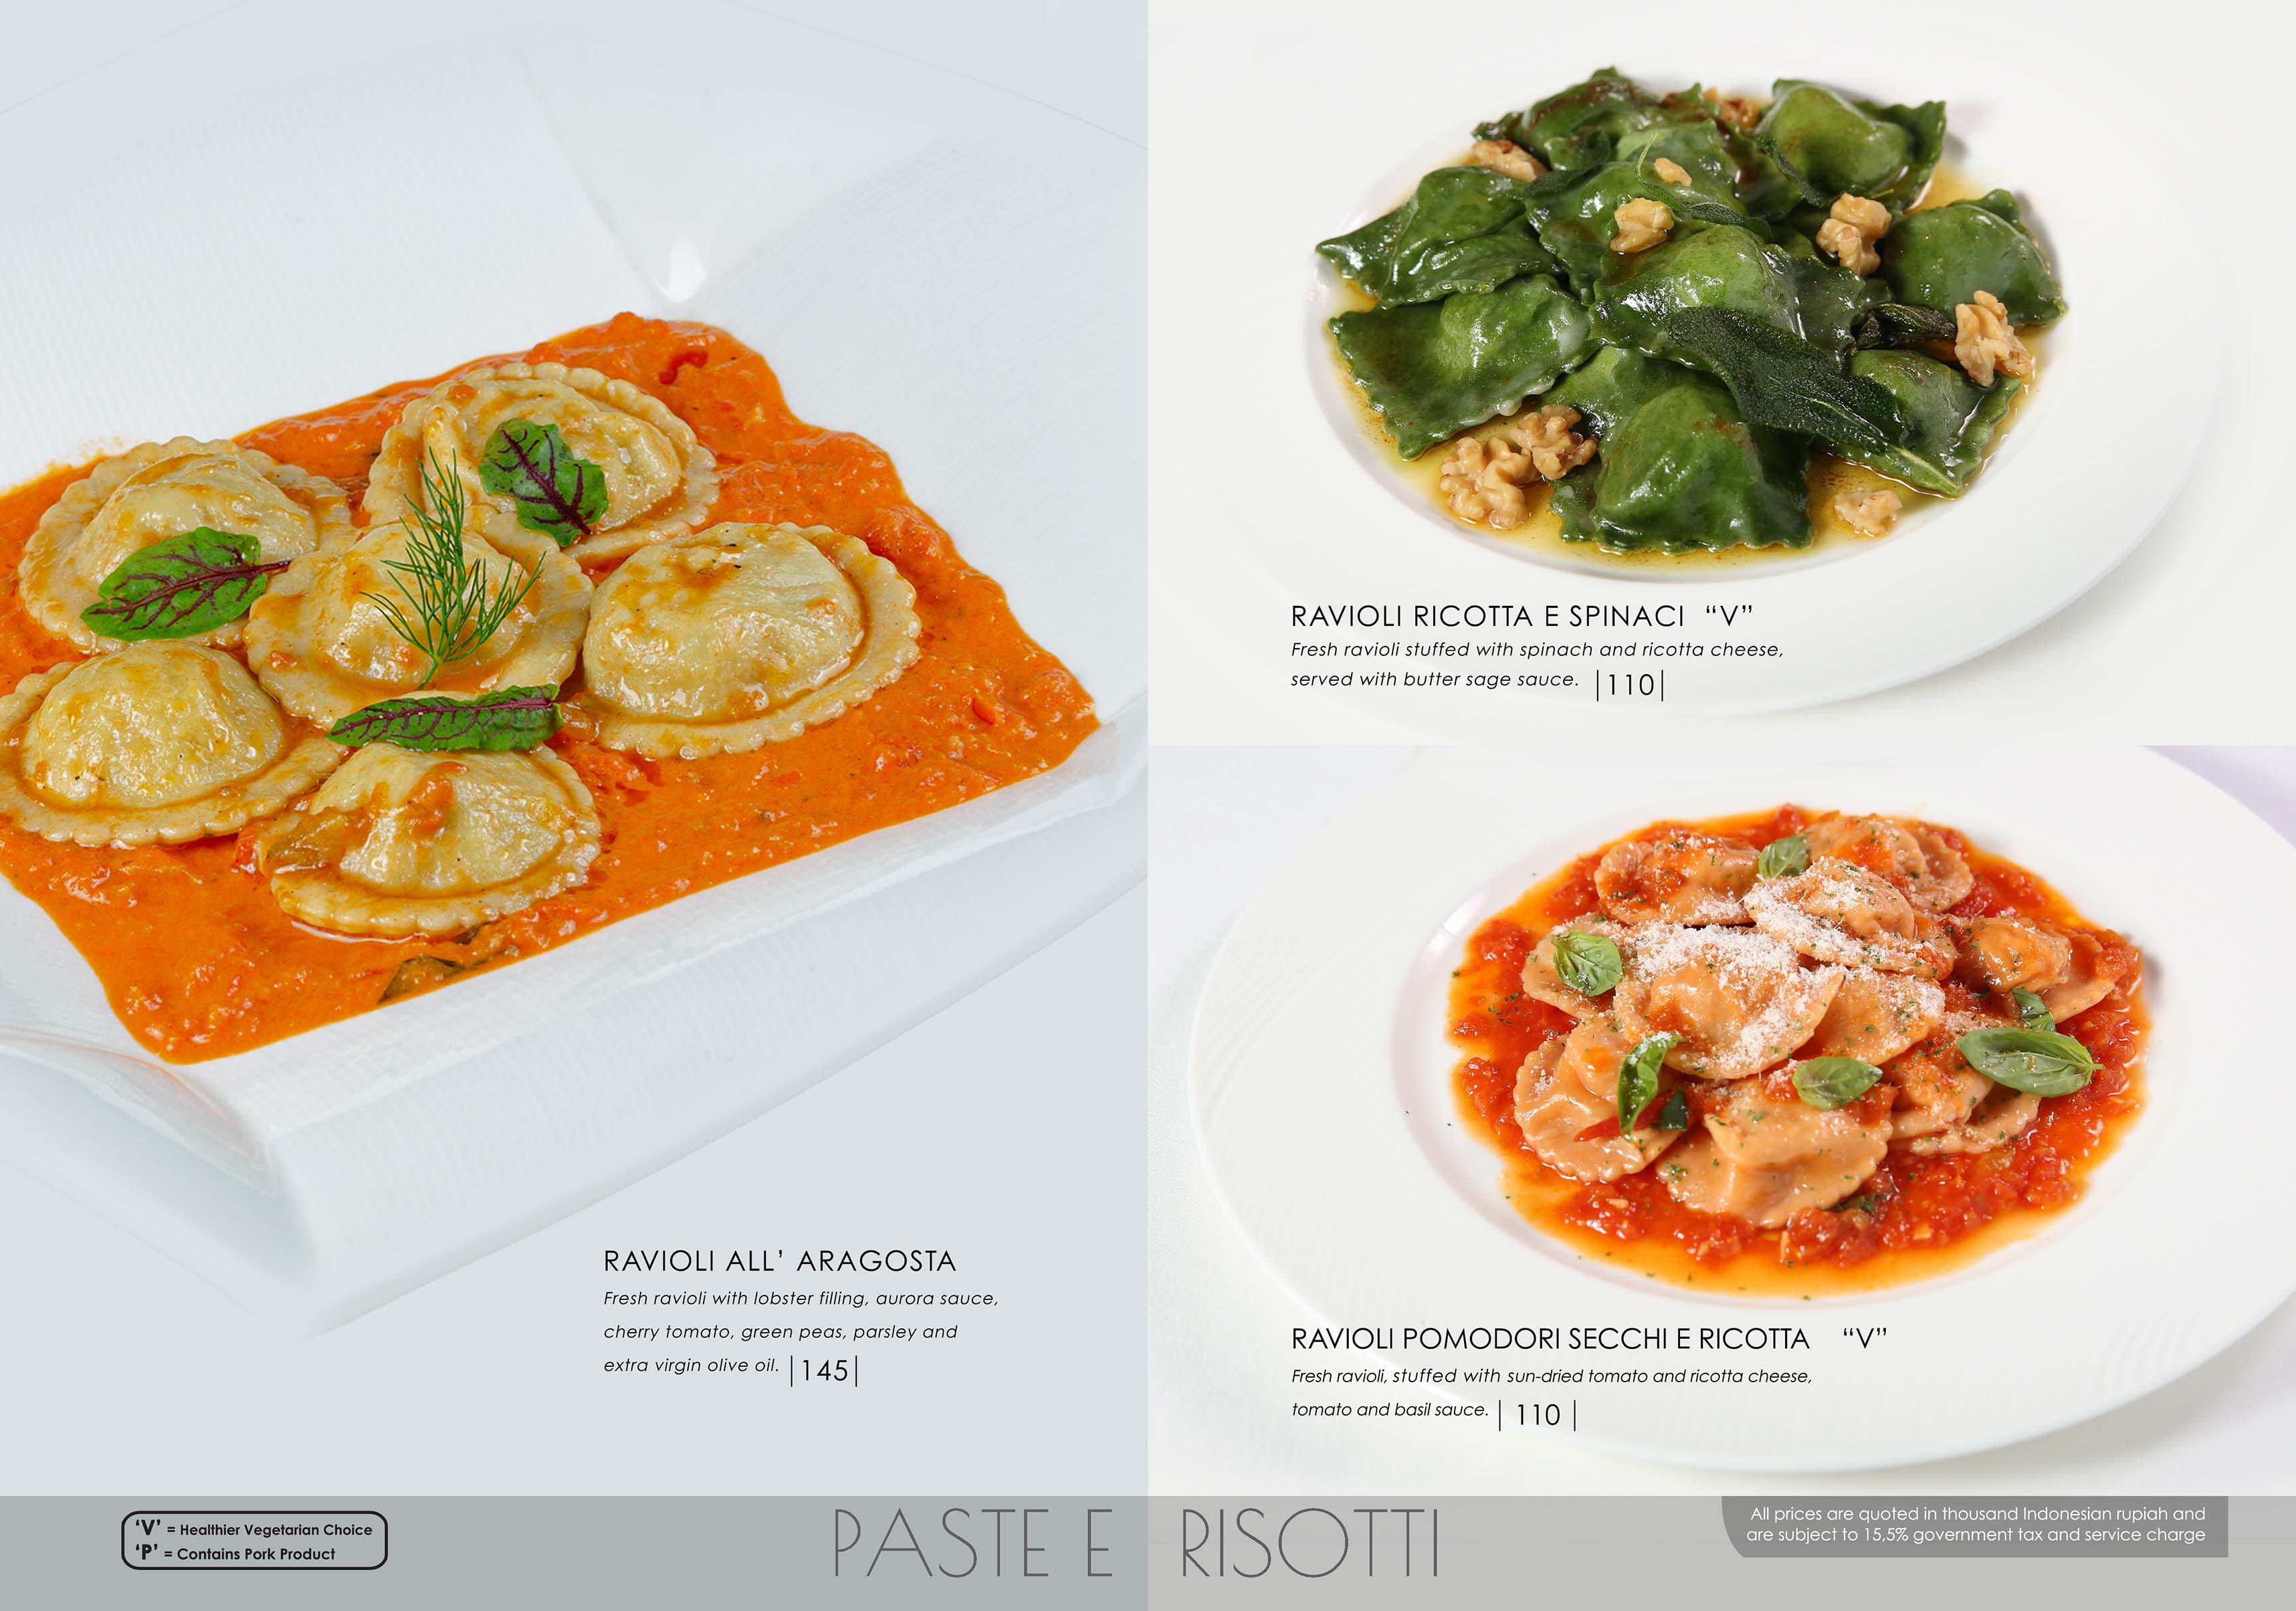 RAVIOLI RICOTTA E SPINACI “V”
Fresh ravioli stuffed with spinach and ricotta cheese,
served with butter sage sauce. |110|
RAVIOLI ALL’ ARAGOSTA
Fresh ravioli with lobster filling, aurora sauce,
cherry tomato, green peas, parsley and
extra virgin olive oil. |145|
RAVIOLI POMODORI SECCHI E RICOTTA “V”
Fresh ravioli, stuffed with sun-dried tomato and ricotta cheese,
tomato and basil sauce. | 110 |
‘V’ = Healthier Vegetarian Choice
‘P’ = Contains Pork Product
PASTE E RISOTTI
All prices are quoted in thousand Indonesian rupiah and
are subject to 15,5% government tax and service charge